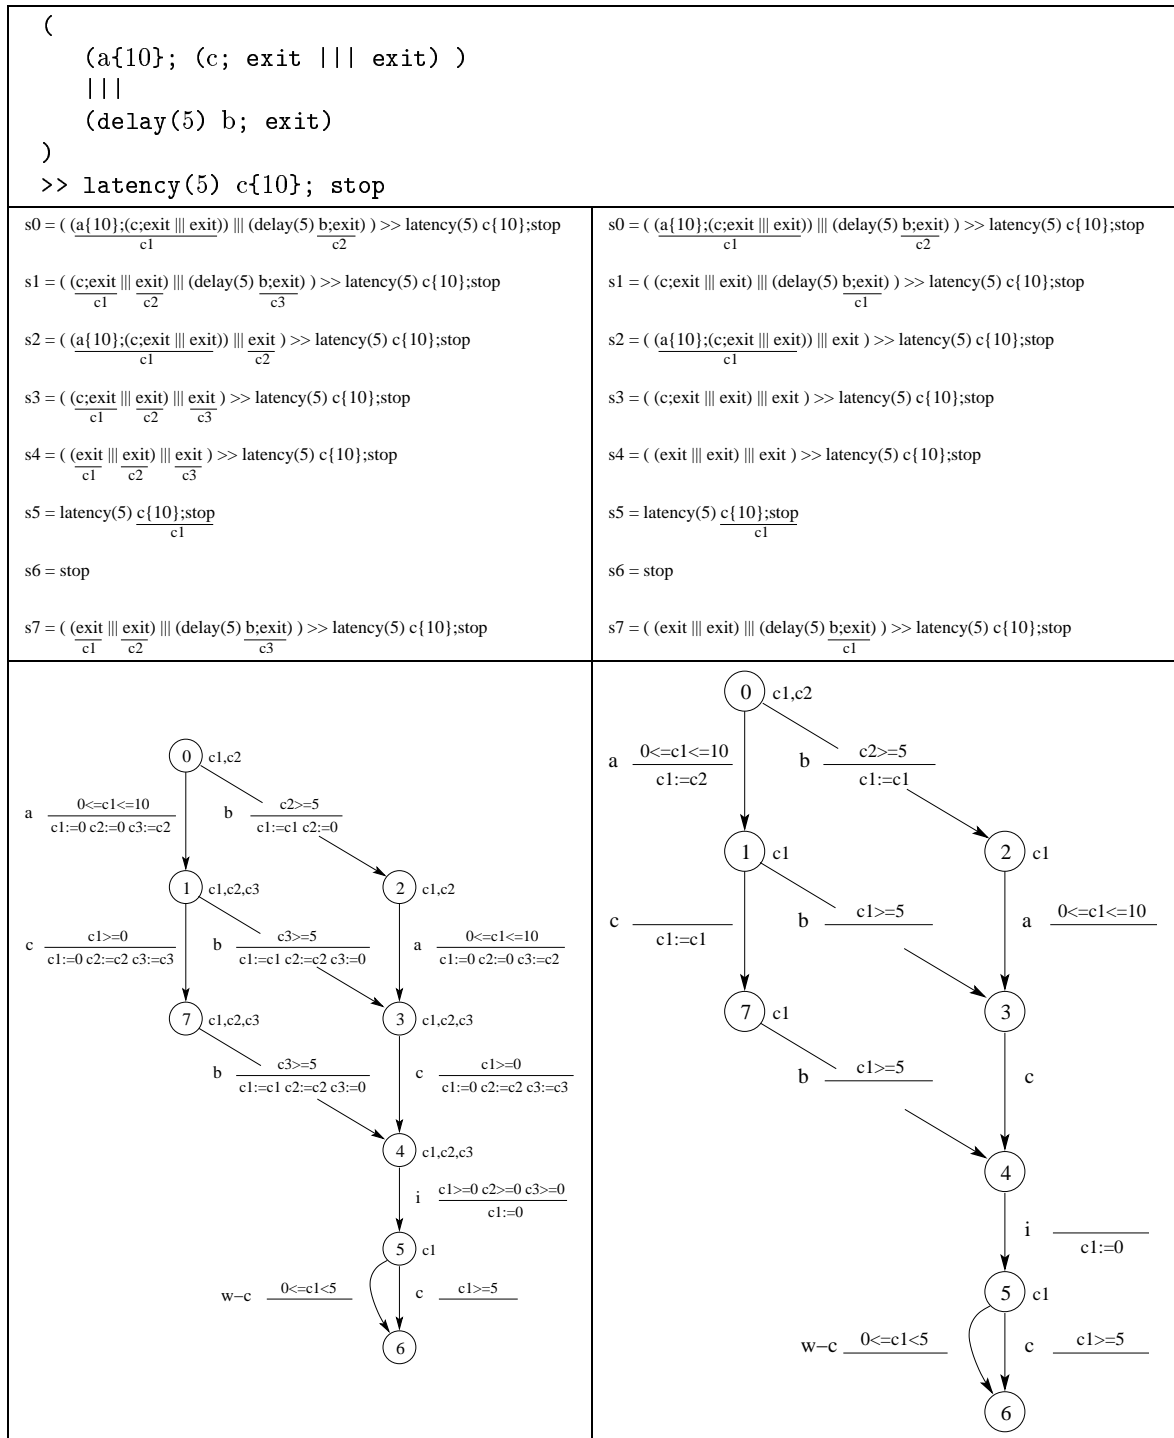 (
(a{10}; (c; exit ||| exit) )
|||
(delay(5) b; exit)
)
>> latency(5) c{10}; stop
s0 = ( (a{10};(c;exit ||| exit)) ||| (delay(5) b;exit) ) >> latency(5) c{10};stop
c1 c2
s1 = ( (c;exit ||| exit) ||| (delay(5) b;exit) ) >> latency(5) c{10};stop
c1 c2 c3
s2 = ( (a{10};(c;exit ||| exit)) ||| exit ) >> latency(5) c{10};stop
c1 c2
s3 = ( (c;exit ||| exit) ||| exit ) >> latency(5) c{10};stop
c1 c2 c3
s4 = ( (exit ||| exit) ||| exit ) >> latency(5) c{10};stop
c1 c2 c3
s5 = latency(5) c{10};stop
c1
s6 = stop
s7 = ( (exit ||| exit) ||| (delay(5) b;exit) ) >> latency(5) c{10};stop
c1 c2 c3
s0 = ( (a{10};(c;exit ||| exit)) ||| (delay(5) b;exit) ) >> latency(5) c{10};stop
c1 c2
s1 = ( (c;exit ||| exit) ||| (delay(5) b;exit) ) >> latency(5) c{10};stop
c1
s2 = ( (a{10};(c;exit ||| exit)) ||| exit ) >> latency(5) c{10};stop
c1
s3 = ( (c;exit ||| exit) ||| exit ) >> latency(5) c{10};stop
s4 = ( (exit ||| exit) ||| exit ) >> latency(5) c{10};stop
s5 = latency(5) c{10};stop
c1
s6 = stop
s7 = ( (exit ||| exit) ||| (delay(5) b;exit) ) >> latency(5) c{10};stop
c1
0 c1,c2
a 0<=c1<=10
c1:=0 c2:=0 c3:=c2
b c2>=5
c1:=c1 c2:=0
1 c1,c2,c3
2 c1,c2
c c1>=0
c1:=0 c2:=c2 c3:=c3
b c3>=5
c1:=c1 c2:=c2 c3:=0
a 0<=c1<=10
c1:=0 c2:=0 c3:=c2
7 c1,c2,c3
3 c1,c2,c3
b c3>=5
c1:=c1 c2:=c2 c3:=0
c c1>=0
c1:=0 c2:=c2 c3:=c3
4 c1,c2,c3
i c1>=0 c2>=0 c3>=0
c1:=0
5 c1
w−c 0<=c1<5
c c1>=5
6
0 c1,c2
a 0<=c1<=10
c1:=c2
b c2>=5
c1:=c1
1 c1
2 c1
c
c1:=c1
b c1>=5
a 0<=c1<=10
7 c1
3
b c1>=5
c
4
i
c1:=0
5 c1
w−c 0<=c1<5
c c1>=5
6